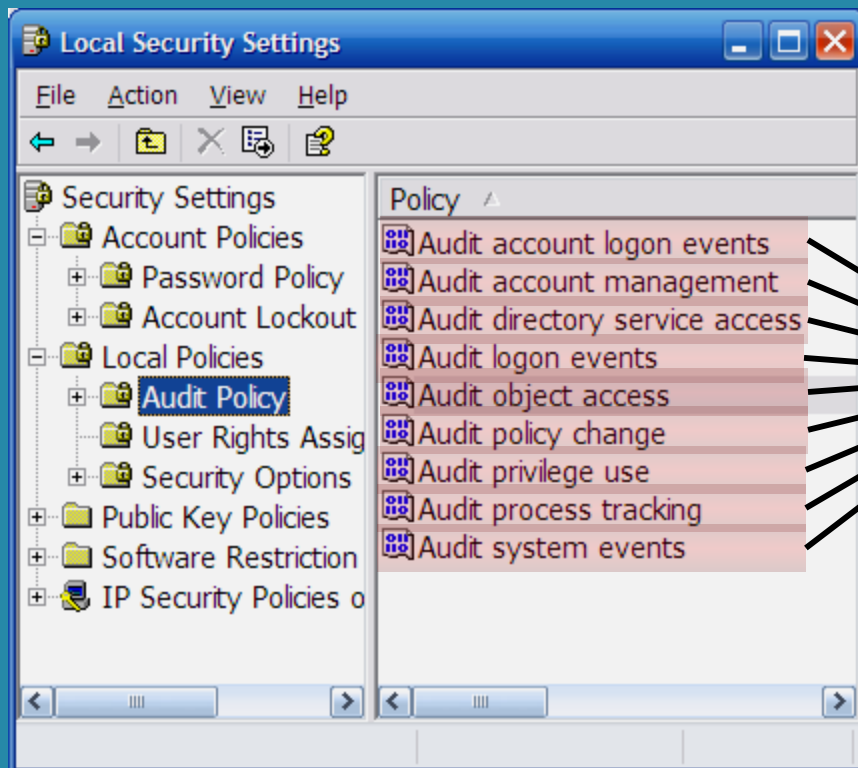 Local Security Settings
File Action View Help
Security Settings
Account Policies
Password Policy
Account Lockout
Local Policies
Audit Policy
User Rights Assig
Security Options
Public Key Policies
Software Restriction
IP Security Policies o
Policy
Audit account logon events
Audit account management
Audit directory service access
Audit logon events
Audit object access
Audit policy change
Audit privilege use
Audit process tracking
Audit system events